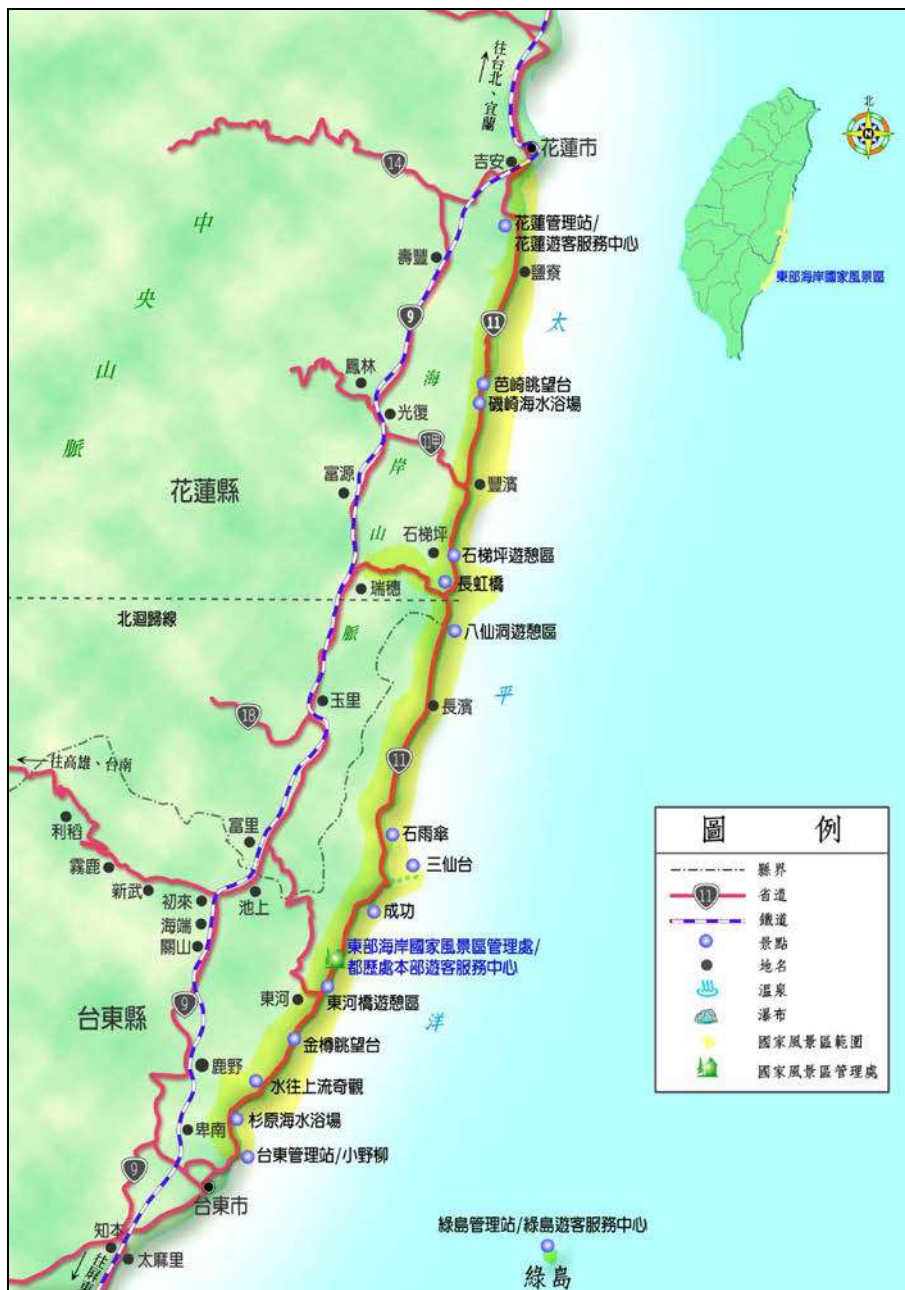 往台北、宜蘭
花蓮市
吉安
14
花蓮管理站/
花蓮遊客服務中心
壽豐
鹽寮
9
11
中央山脈
海岸山脈
太平洋
芭崎眺望台
磯崎海水浴場
鳳林
光復
11甲
富源
豐濱
花蓮縣
石梯坪
石梯坪遊憩區
長虹橋
瑞穗
北迴歸線
八仙洞遊憩區
玉里
長濱
18
11
往高雄、台南
利稻
富里
石雨傘
霧鹿
三仙台
新武
初來
池上
成功
海端
關山
東部海岸國家風景區管理處/
都歷處本部遊客服務中心
東河
東河橋遊憩區
9
台東縣
金樽眺望台
鹿野
水往上流奇觀
杉原海水浴場
卑南
台東管理站/小野柳
9
台東市
知本
太麻里
往屏東
綠島管理站/綠島遊客服務中心
綠島
北
N
東部海岸國家風景區
圖 例
縣界
11
省道
鐵道
景點
地名
溫泉
瀑布
國家風景區範圍
國家風景區管理處